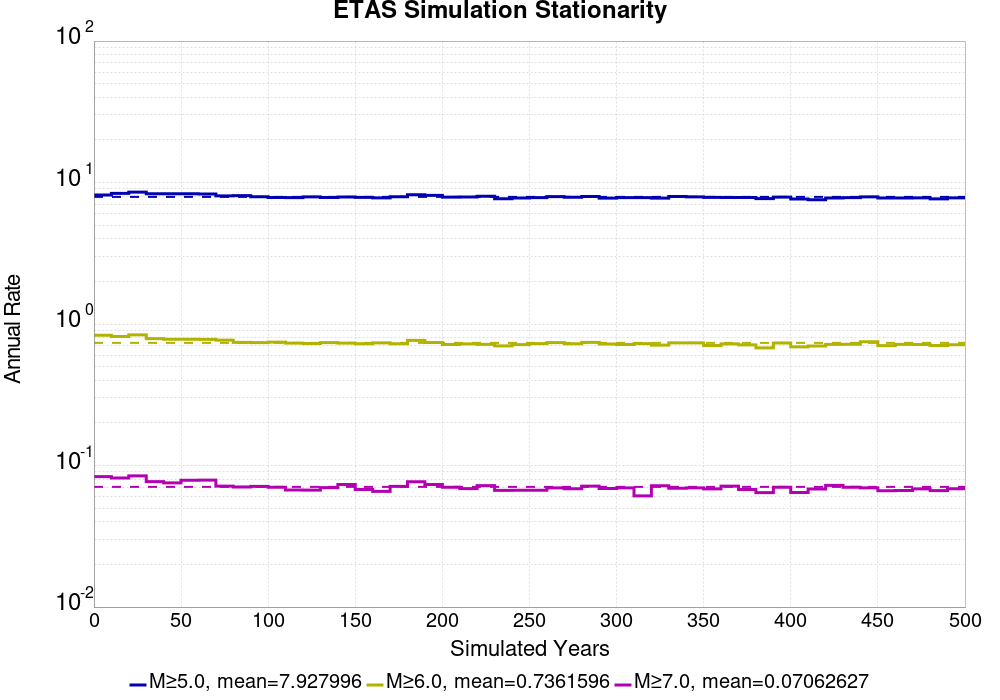 ETAS Simulation Stationarity
10^2
10^1
10^0
10^-1
10^-2
Annual Rate
0 50 100 150 200 250 300 350 400 450 500
Simulated Years
M≥5.0, mean=7.927996 M≥6.0, mean=0.7361596 M≥7.0, mean=0.07062627